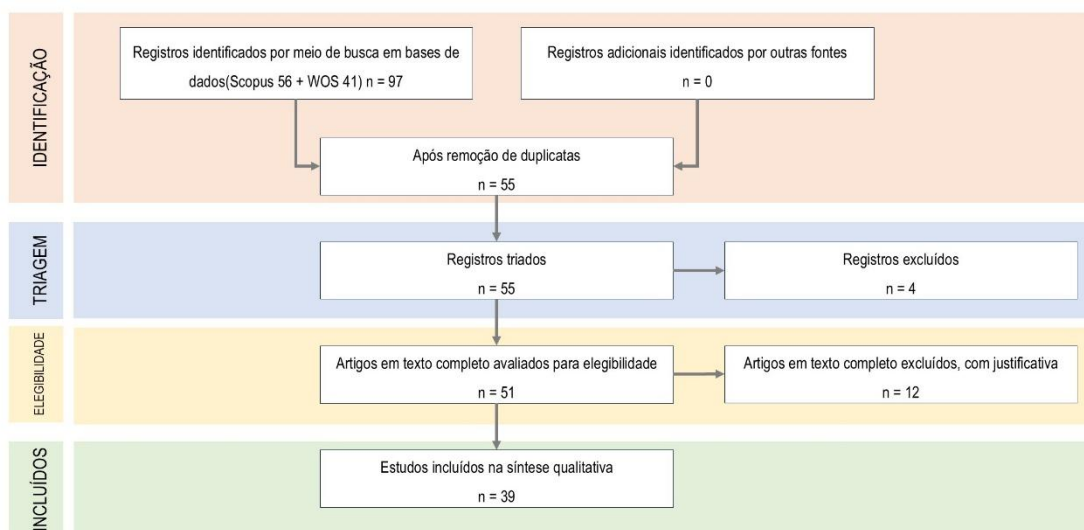 IDENTIFICAÇÃO
Registros identificados por meio de busca em bases de
dados(Scopus 56 + WOS 41) n = 97
Registros adicionais identificados por outras fontes
n = 0
Após remoção de duplicatas
n = 55
TRIAGEM
Registros triados
n = 55
Registros excluídos
n = 4
ELEGIBILIDADE
Artigos em texto completo avaliados para elegibilidade
n = 51
Artigos em texto completo excluídos, com justificativa
n = 12
INCLUÍDOS
Estudos incluídos na síntese qualitativa
n = 39